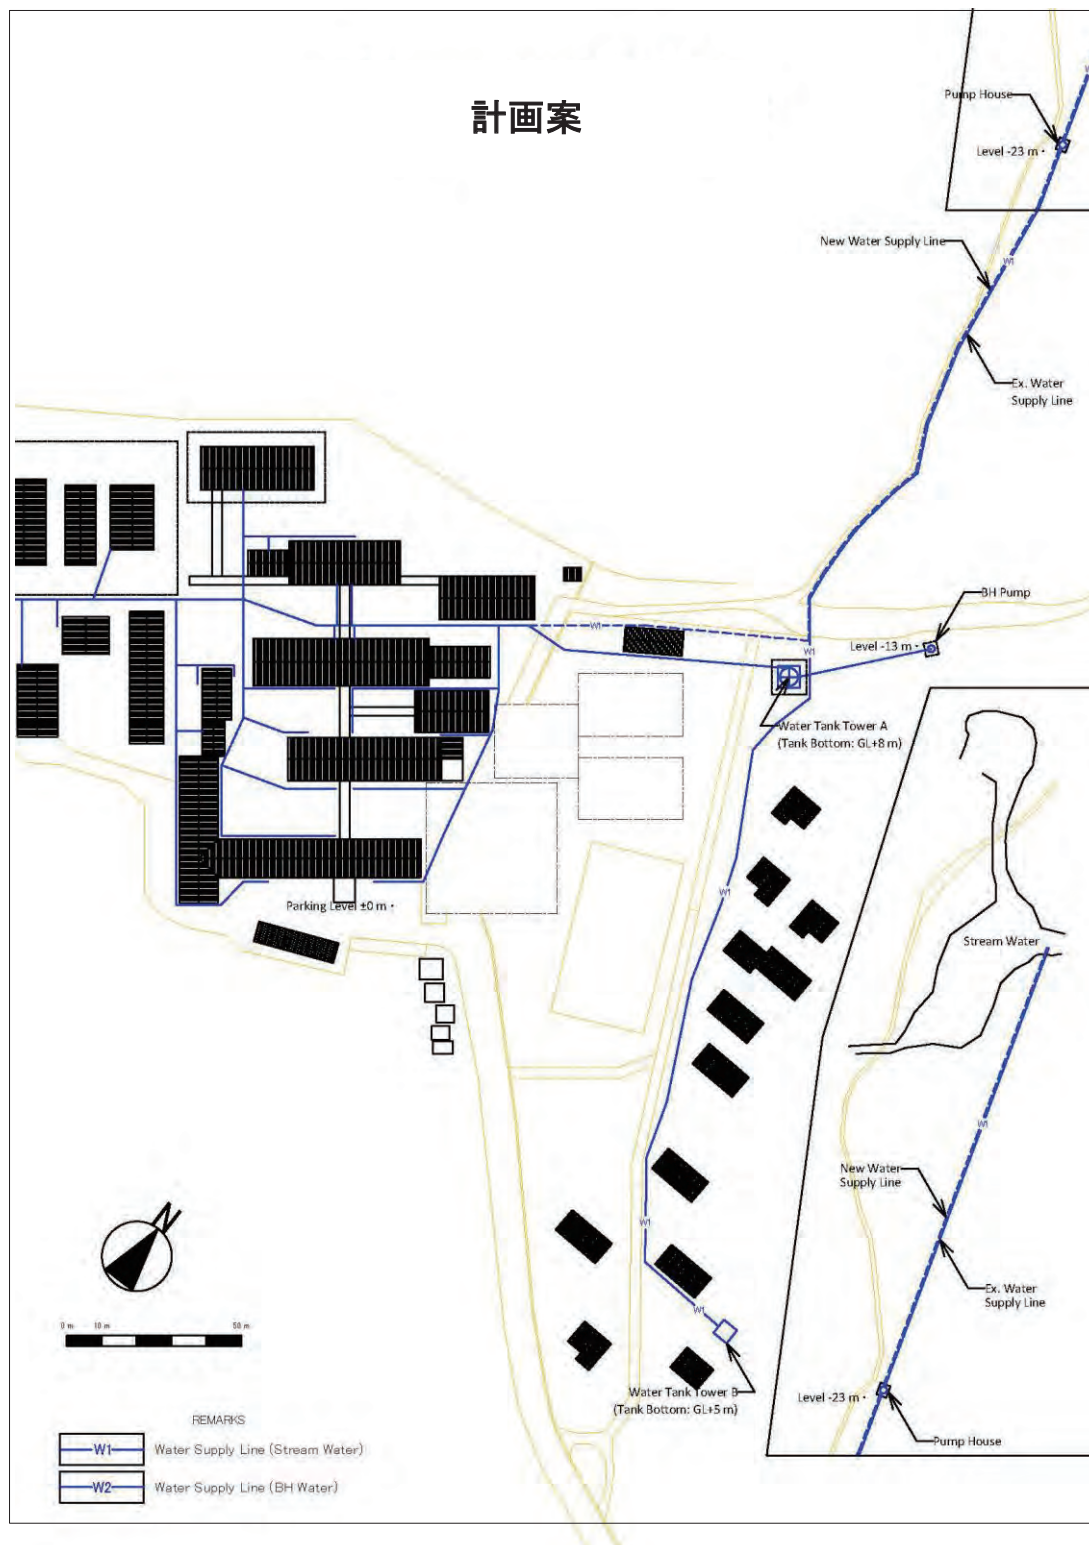 計画案
W
Pump House
Level -23 m
New Water Supply Line
W1
Ex. Water
Supply Line
BH Pump
W1
Level -13 m
W1
Water Tank Tower A
(Tank Bottom: GL+8 m)
W1
Parking Level ±0 m
Stream Water
W1
New Water
Supply Line
W1
Ex. Water
Supply Line
W1
Water Tank Tower B
(Tank Bottom: GL+5 m)
Level -23 m
Pump House
N
0 m 10 m 50 m
REMARKS
W1 Water Supply Line (Stream Water)
W2 Water Supply Line (BH Water)